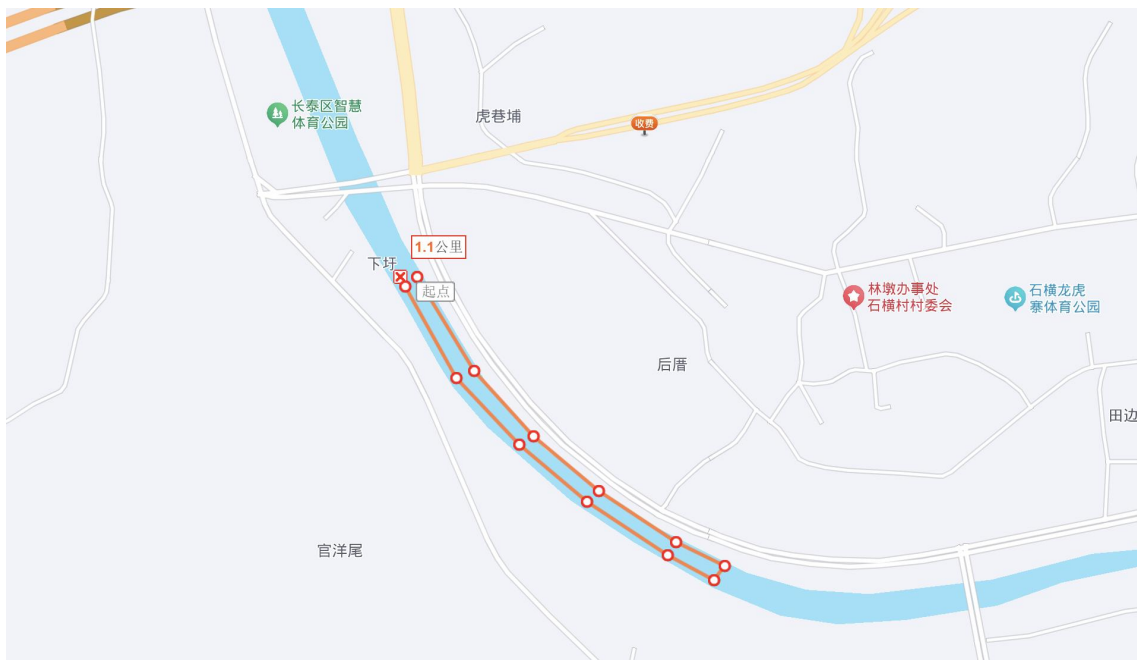 长泰区智慧
体育公园
虎巷埔
收费
1.1公里
下圩
起点
林墩办事处
石横村村委会
石横龙虎
寨体育公园
后厝
田边
官洋尾